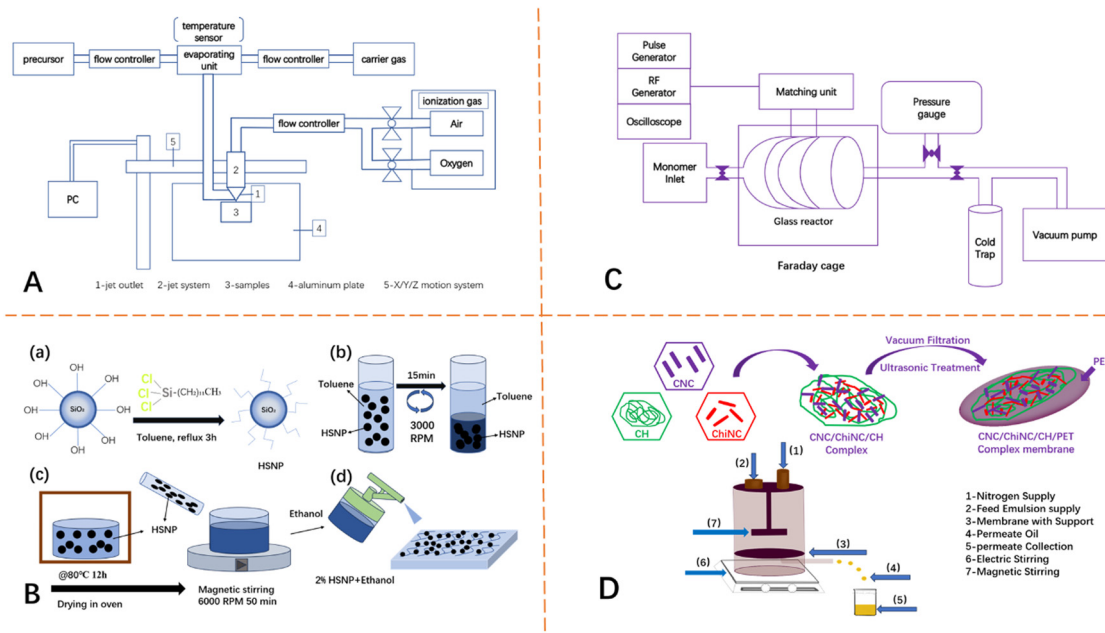 temperature
sensor
precursor
flow controller
evaporating
unit
flow controller
carrier gas
ionization gas
flow controller
Air
Oxygen
5
2
1
3
4
PC
A
1-jet outlet 2-jet system 3-samples 4-aluminum plate 5-X/Y/Z motion system
Pulse
Generator
RF
Generator
Oscilloscope
Matching unit
Pressure
gauge
Monomer
Inlet
Glass reactor
Cold
Trap
Vacuum pump
Faraday cage
C
(a)
OH
OH
OH
OH
OH
OH
OH
OH
SiO₂
Cl
Cl
Cl
Si-(CH₂)₁₇CH₃
Toluene, reflux 3h
SiO₂
HSNP
(b)
Toluene
HSNP
15min
3000
RPM
Toluene
HSNP
(c)
HSNP
@80℃ 12h
Drying in oven
Magnetic stirring
6000 RPM 50 min
B
(d)
Ethanol
2% HSNP+Ethanol
CNC
CH
ChiNC
CNC/ChiNC/CH
Complex
Vacuum Filtration
Ultrasonic Treatment
PE
CNC/ChiNC/CH/PET
Complex membrane
(1)
(2)
(7)
(3)
(6)
(4)
(5)
1-Nitrogen Supply
2-Feed Emulsion supply
3-Membrane with Support
4-Permeate Oil
5-permeate Collection
6-Electric Stirring
7-Magnetic Stirring
D